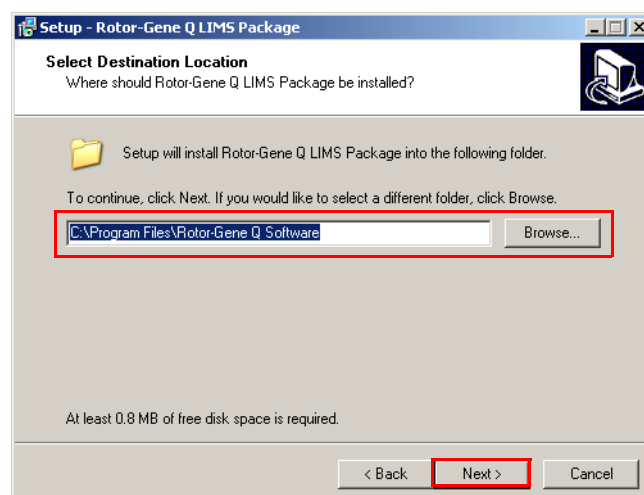 Setup - Rotor-Gene Q LIMS Package
Select Destination Location
Where should Rotor-Gene Q LIMS Package be installed?
Setup will install Rotor-Gene Q LIMS Package into the following folder.
To continue, click Next. If you would like to select a different folder, click Browse.
C:\Program Files\Rotor-Gene Q Software Browse...
At least 0.8 MB of free disk space is required.
< Back Next > Cancel